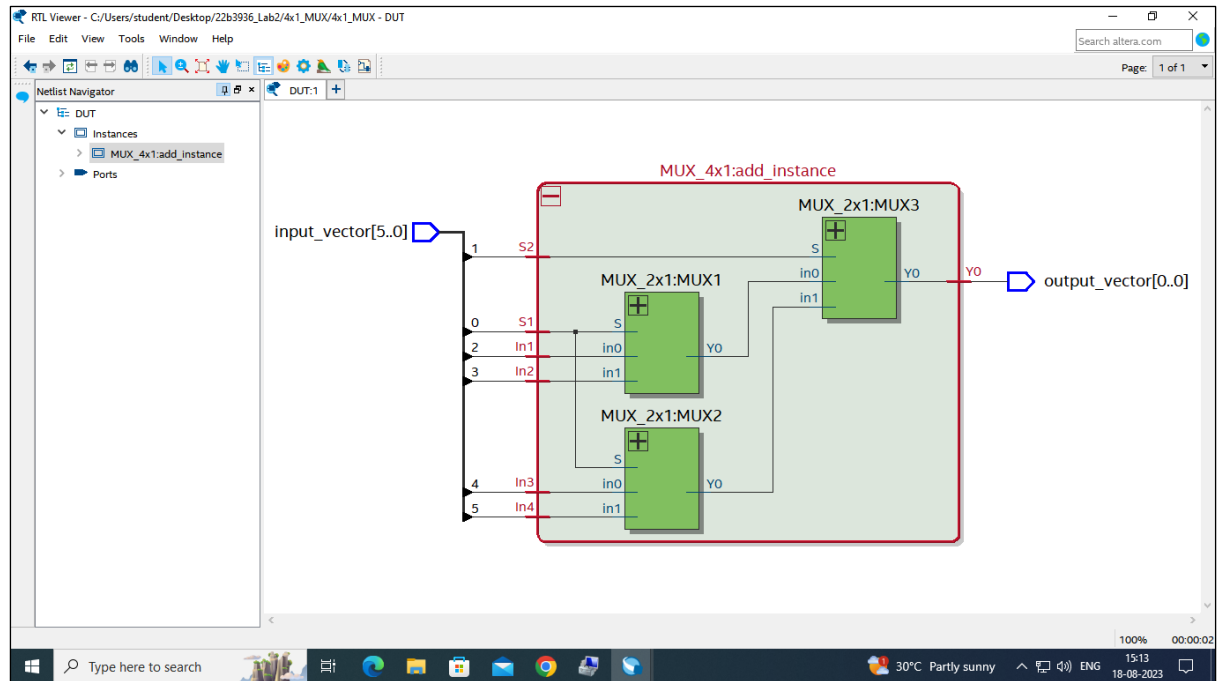 RTL Viewer - C:/Users/student/Desktop/22b3936_Lab2/4x1_MUX/4x1_MUX - DUT
File Edit View Tools Window Help
Search altera.com
Page: 1 of 1
Netlist Navigator
DUT:1
DUT
Instances
MUX_4x1:add_instance
Ports
MUX_4x1:add_instance
MUX_2x1:MUX3
input_vector[5..0]
1 S2 S
in0 Y0 Y0 output_vector[0..0]
MUX_2x1:MUX1
in1
0 S1 S
2 In1 in0 Y0
3 In2 in1
MUX_2x1:MUX2
S
4 In3 in0 Y0
5 In4 in1
100% 00:00:02
Type here to search
30°C Partly sunny
ENG
15:13
18-08-2023